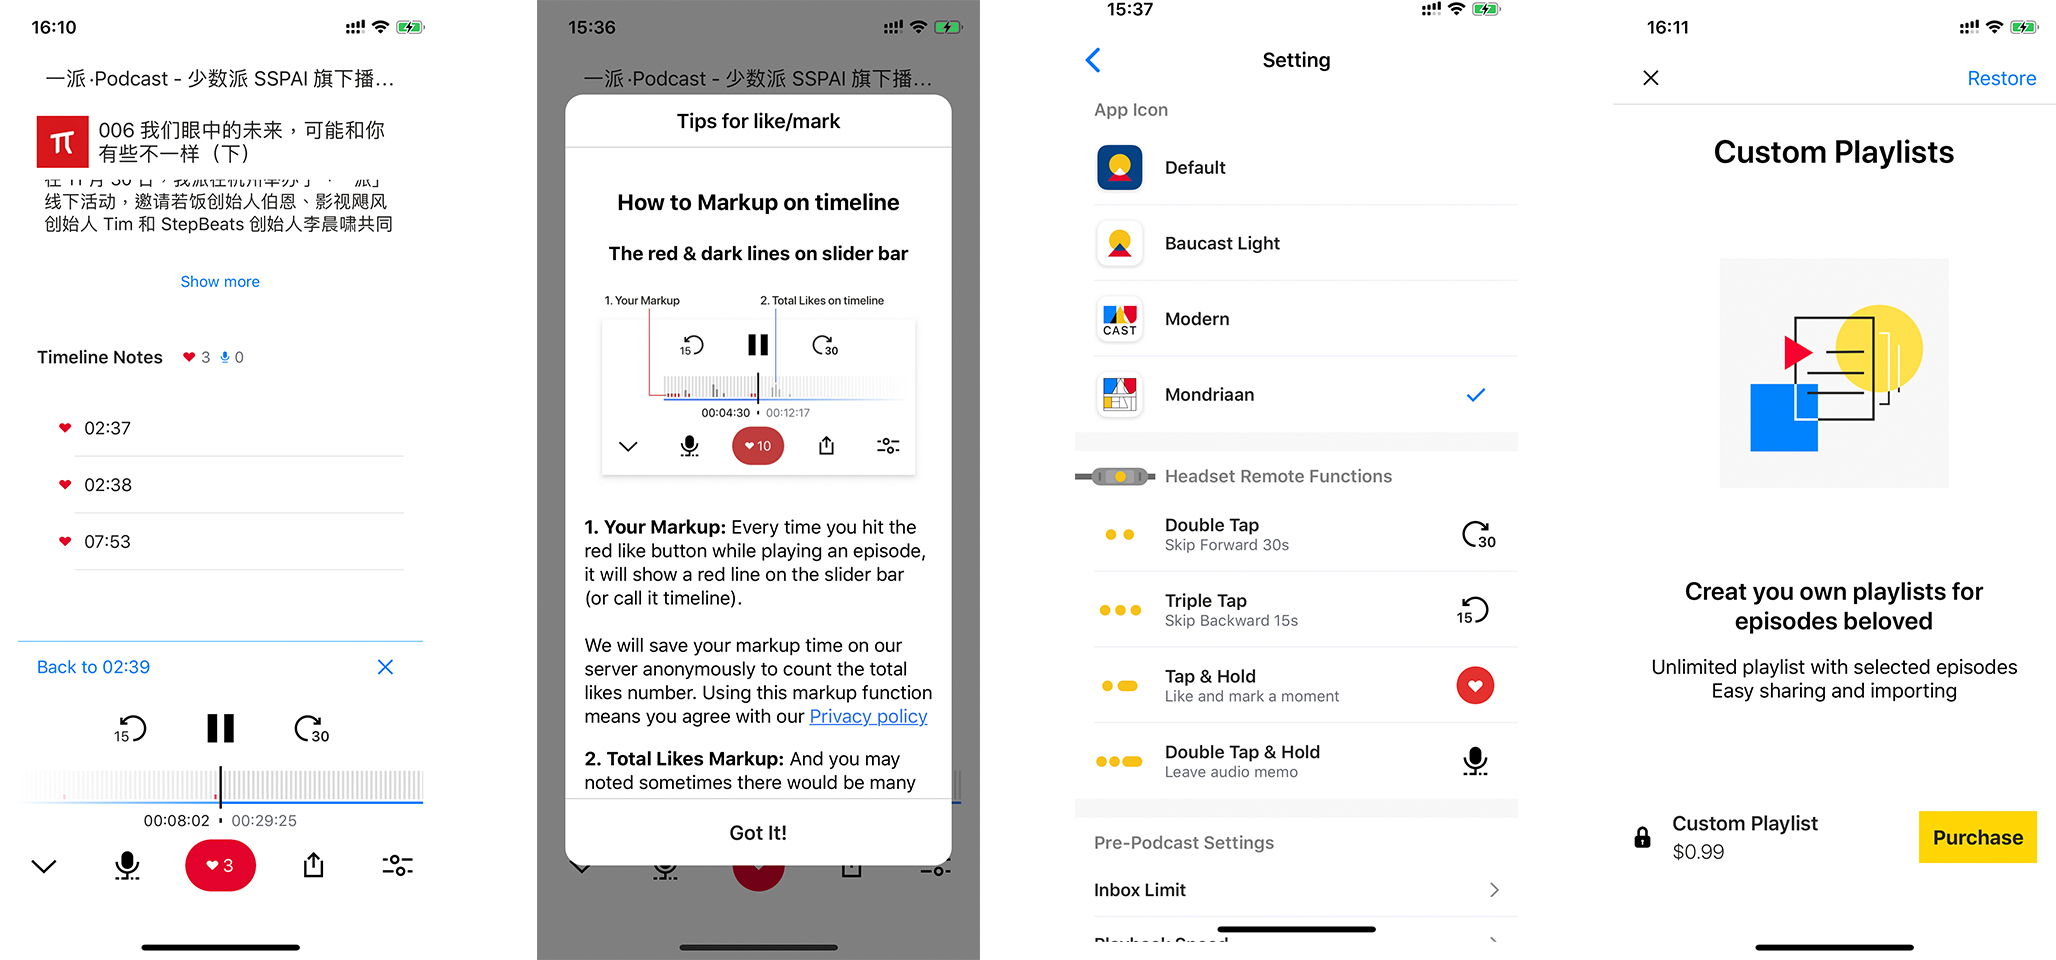 16:10
一派·Podcast - 少数派 SSPAI 旗下播...
006 我们眼中的未来，可能和你
有些不一样（下）
线下活动，邀请若饭创始人伯恩、影视飓风
创始人 Tim 和 StepBeats 创始人李晨啸共同
Show more
Timeline Notes 3 0
02:37
02:38
07:53
Back to 02:39
15 30
00:08:02 · 00:29:25
3
15:36
一派·Podcast - 少数派 SSPAI 旗下播...
Tips for like/mark
How to Markup on timeline
The red & dark lines on slider bar
1. Your Markup 2. Total Likes on timeline
15 30
00:04:30 · 00:12:17
10
1. Your Markup: Every time you hit the
red like button while playing an episode,
it will show a red line on the slider bar
(or call it timeline).
We will save your markup time on our
server anonymously to count the total
likes number. Using this markup function
means you agree with our Privacy policy
2. Total Likes Markup: And you may
noted sometimes there would be many
Got It!
15:37
Setting
App Icon
Default
Baucast Light
CAST
Modern
Mondriaan
Headset Remote Functions
Double Tap
Skip Forward 30s
30
Triple Tap
Skip Backward 15s
15
Tap & Hold
Like and mark a moment
Double Tap & Hold
Leave audio memo
Pre-Podcast Settings
Inbox Limit
Playback Speed
16:11
Restore
Custom Playlists
Creat you own playlists for
episodes beloved
Unlimited playlist with selected episodes
Easy sharing and importing
Custom Playlist
$0.99
Purchase